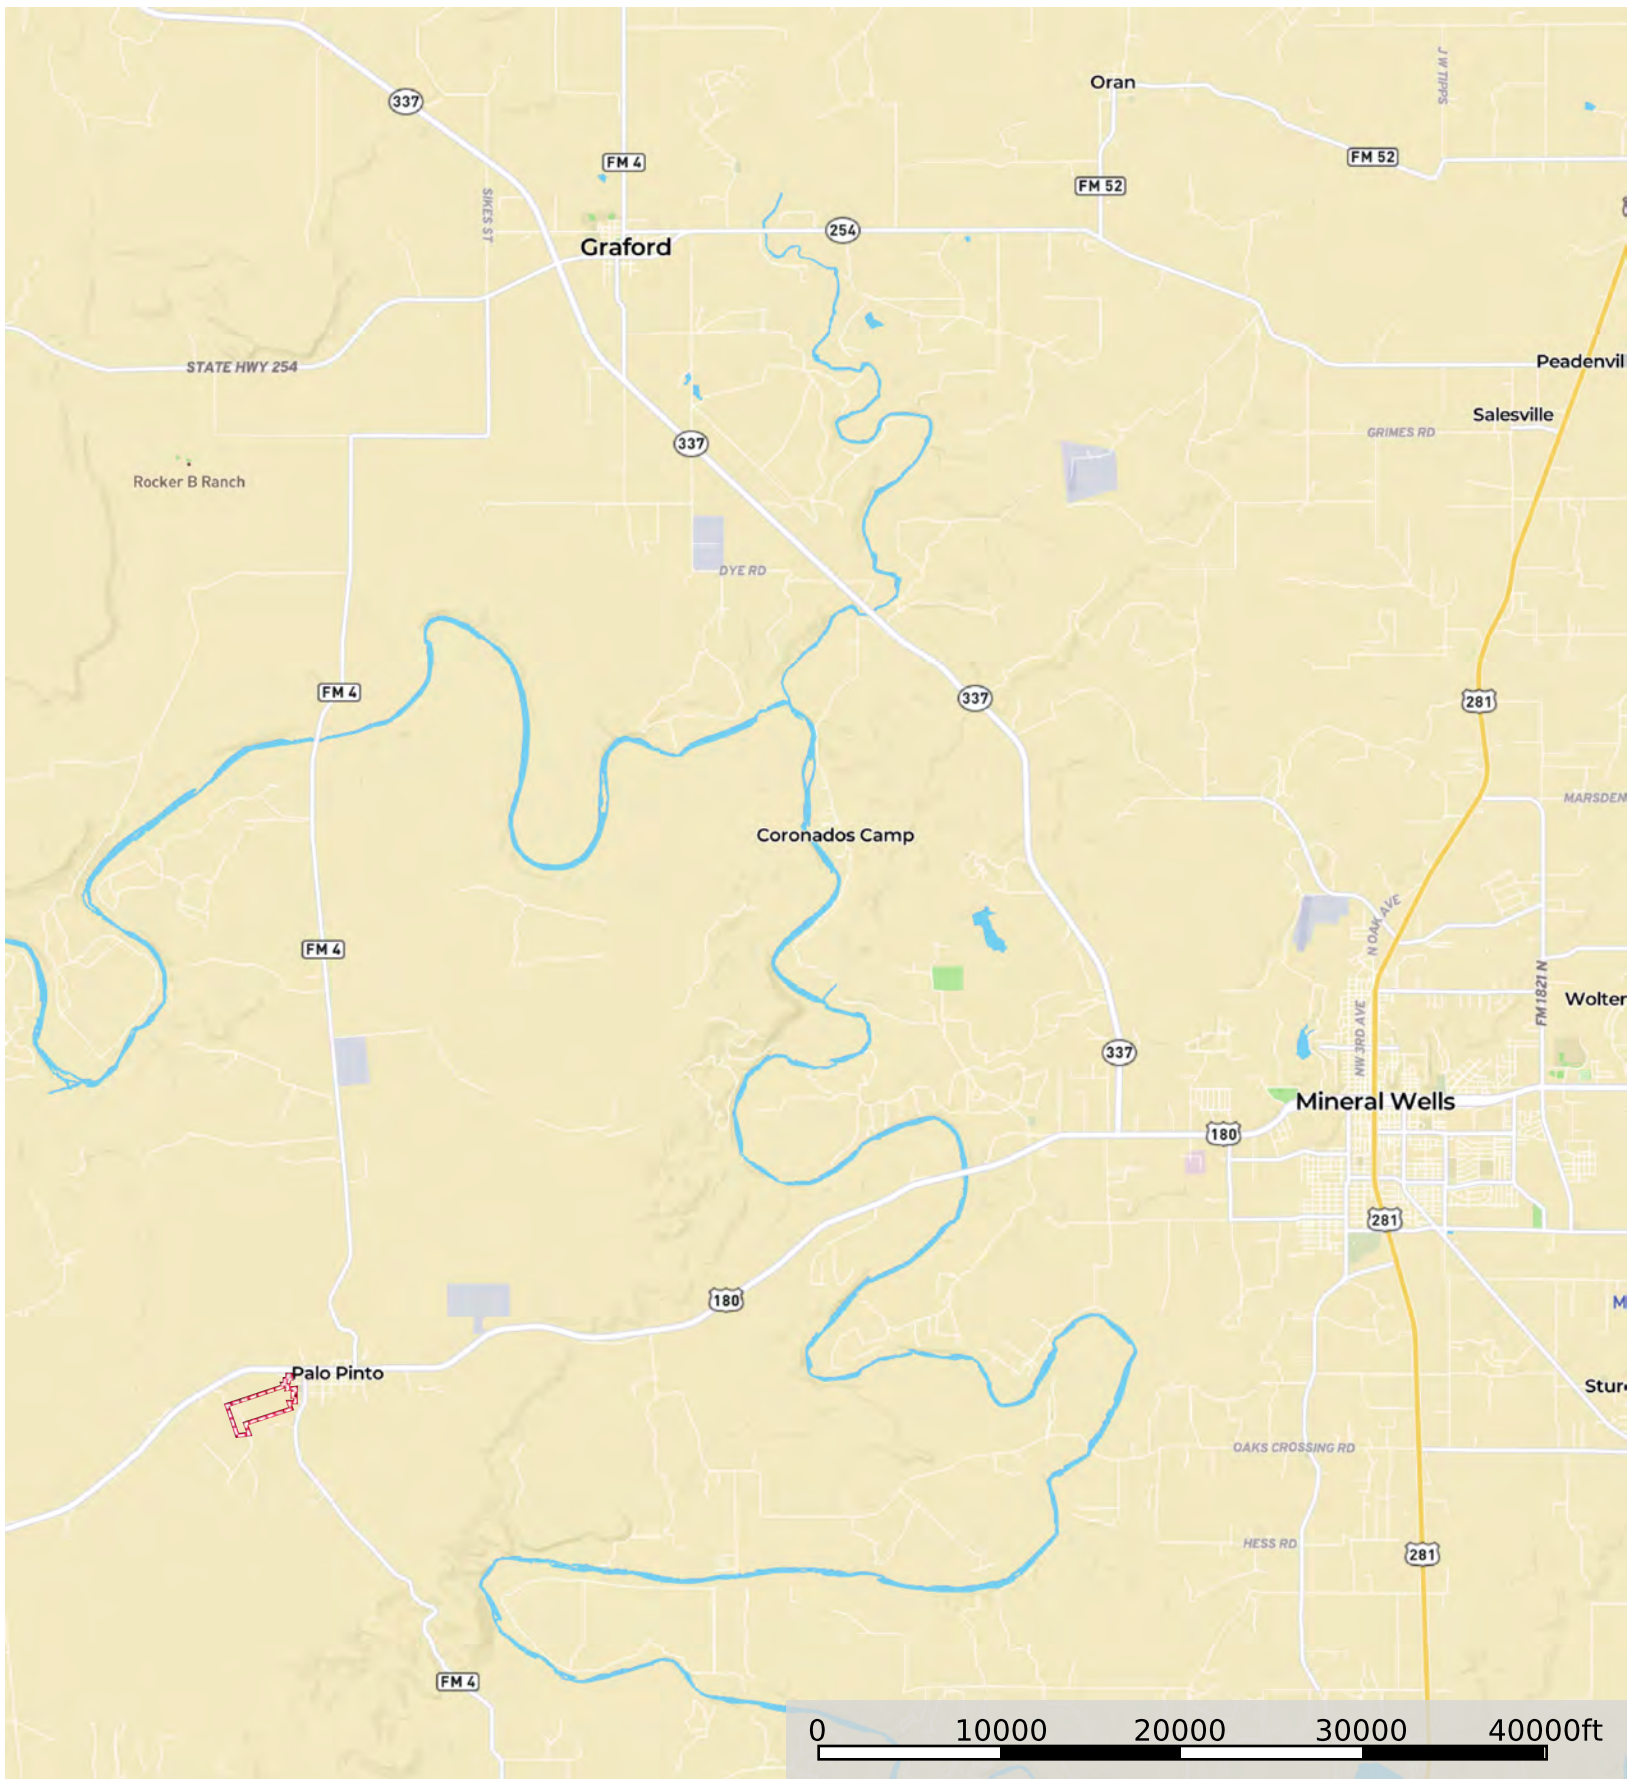 Oran
J W TIPPS
337
FM 52
FM 4
FM 52
SIKES ST
254
Graford
STATE HWY 254
Peadenvil
Salesville
GRIMES RD
337
Rocker B Ranch
DYE RD
FM 4
337
281
MARSDEN
Coronados Camp
N OAK AVE
FM 4
FM 1821 N
Wolter
NW 3RD AVE
337
Mineral Wells
180
281
180
M
Palo Pinto
Stur
OAKS CROSSING RD
HESS RD
281
FM 4
0 10000 20000 30000 40000ft